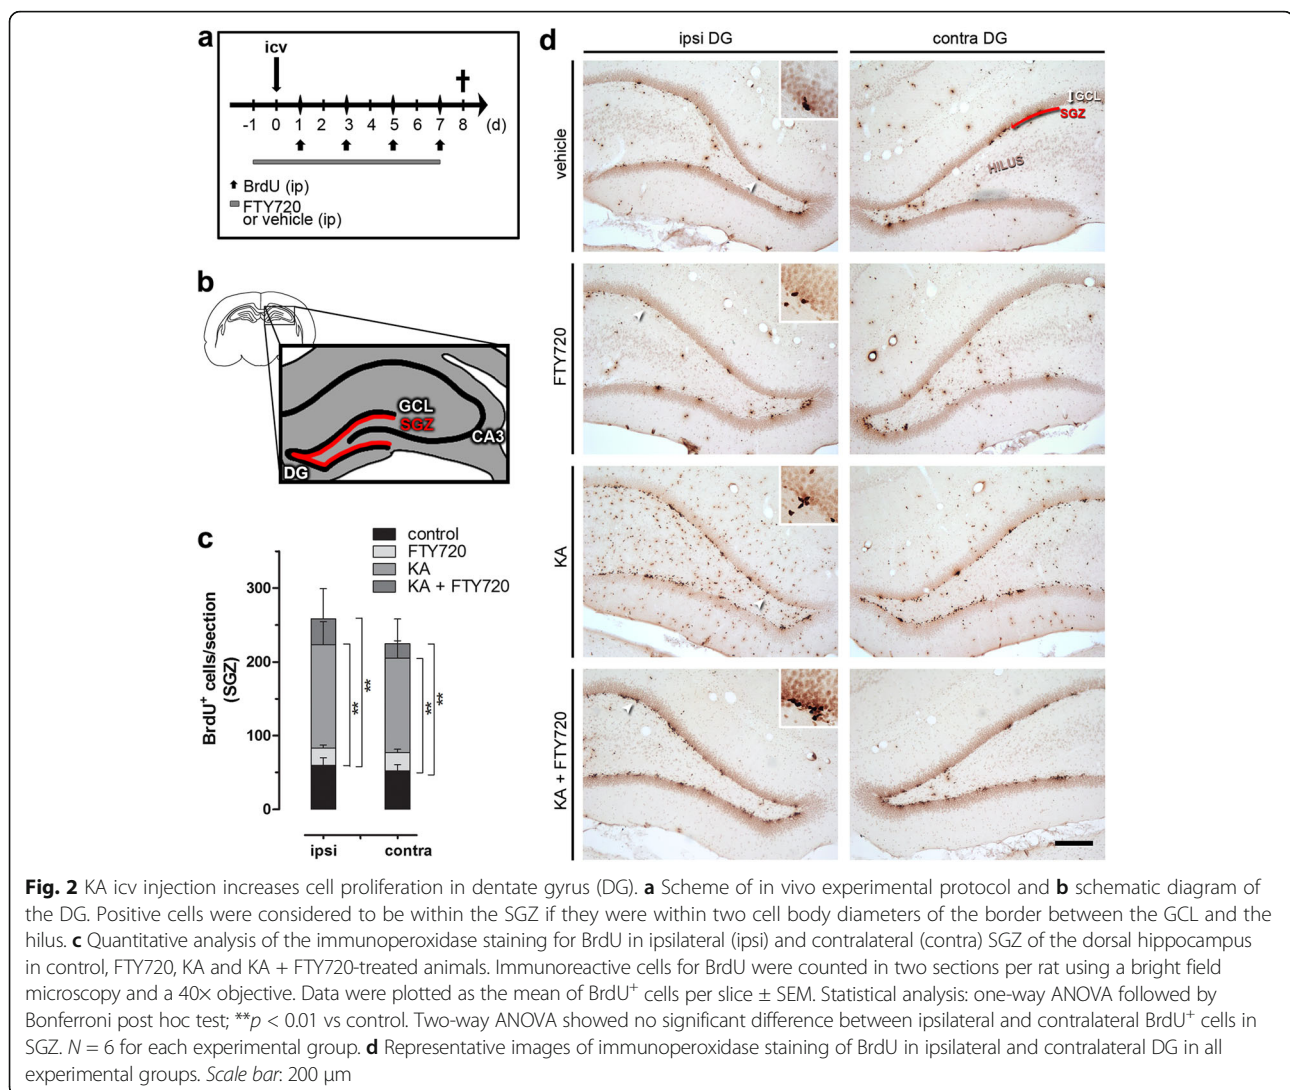 a
icv
-1 0 1 2 3 4 5 6 7 8 (d)
BrdU (ip)
FTY720
or vehicle (ip)
b
GCL
SGZ
CA3
DG
c
control
FTY720
KA
KA + FTY720
BrdU+ cells/section
(SGZ)
300
200
100
0
**
**
**
**
ipsi contra
d
ipsi DG contra DG
vehicle
GCL
SGZ
HILUS
FTY720
KA
KA + FTY720
Fig. 2 KA icv injection increases cell proliferation in dentate gyrus (DG). a Scheme of in vivo experimental protocol and b schematic diagram of
the DG. Positive cells were considered to be within the SGZ if they were within two cell body diameters of the border between the GCL and the
hilus. c Quantitative analysis of the immunoperoxidase staining for BrdU in ipsilateral (ipsi) and contralateral (contra) SGZ of the dorsal hippocampus
in control, FTY720, KA and KA + FTY720-treated animals. Immunoreactive cells for BrdU were counted in two sections per rat using a bright field
microscopy and a 40× objective. Data were plotted as the mean of BrdU+ cells per slice ± SEM. Statistical analysis: one-way ANOVA followed by
Bonferroni post hoc test; **p < 0.01 vs control. Two-way ANOVA showed no significant difference between ipsilateral and contralateral BrdU+ cells in
SGZ. N = 6 for each experimental group. d Representative images of immunoperoxidase staining of BrdU in ipsilateral and contralateral DG in all
experimental groups. Scale bar: 200 μm